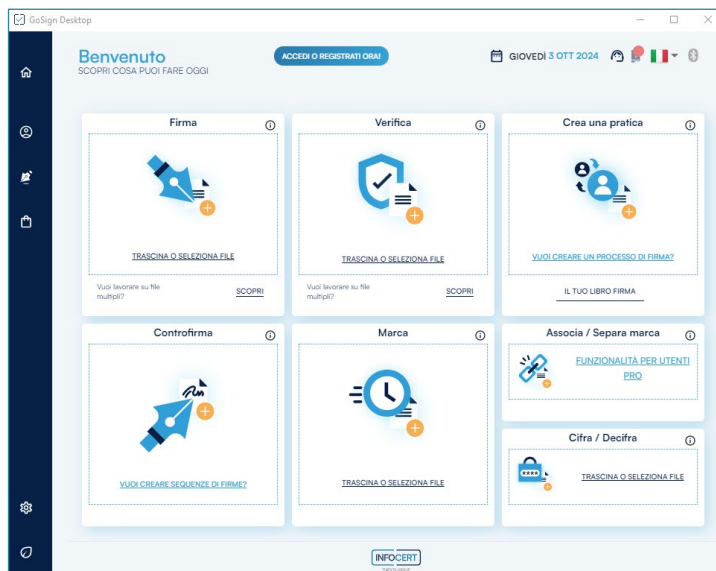 GoSign Desktop
Benvenuto
SCOPRI COSA PUOI FARE OGGI
ACCEDI O REGISTRATI ORA!
GIOVEDÌ 3 OTT 2024
Firma
TRASCINA O SELEZIONA FILE
Vuoi lavorare su file
multipli?
SCOPRI
Verifica
TRASCINA O SELEZIONA FILE
Vuoi lavorare su file
multipli?
SCOPRI
Crea una pratica
VUOI CREARE UN PROCESSO DI FIRMA?
IL TUO LIBRO FIRMA
Controfirma
VUOI CREARE SEQUENZE DI FIRME?
Marca
TRASCINA O SELEZIONA FILE
Associa / Separa marca
FUNZIONALITÀ PER UTENTI
PRO
Cifra / Decifra
****
TRASCINA O SELEZIONA FILE
INFOCERT